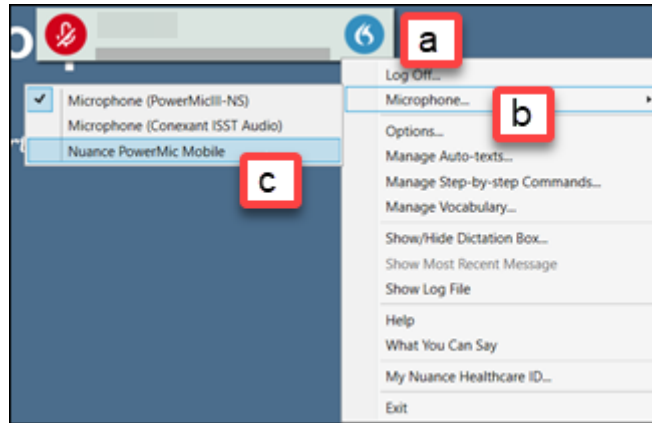 a
Log Off...
Microphone...
b
Microphone (PowerMicIII-NS)
Microphone (Conexant ISST Audio)
Nuance PowerMic Mobile
c
Options...
Manage Auto-texts...
Manage Step-by-step Commands...
Manage Vocabulary...
Show/Hide Dictation Box...
Show Most Recent Message
Show Log File
Help
What You Can Say
My Nuance Healthcare ID...
Exit